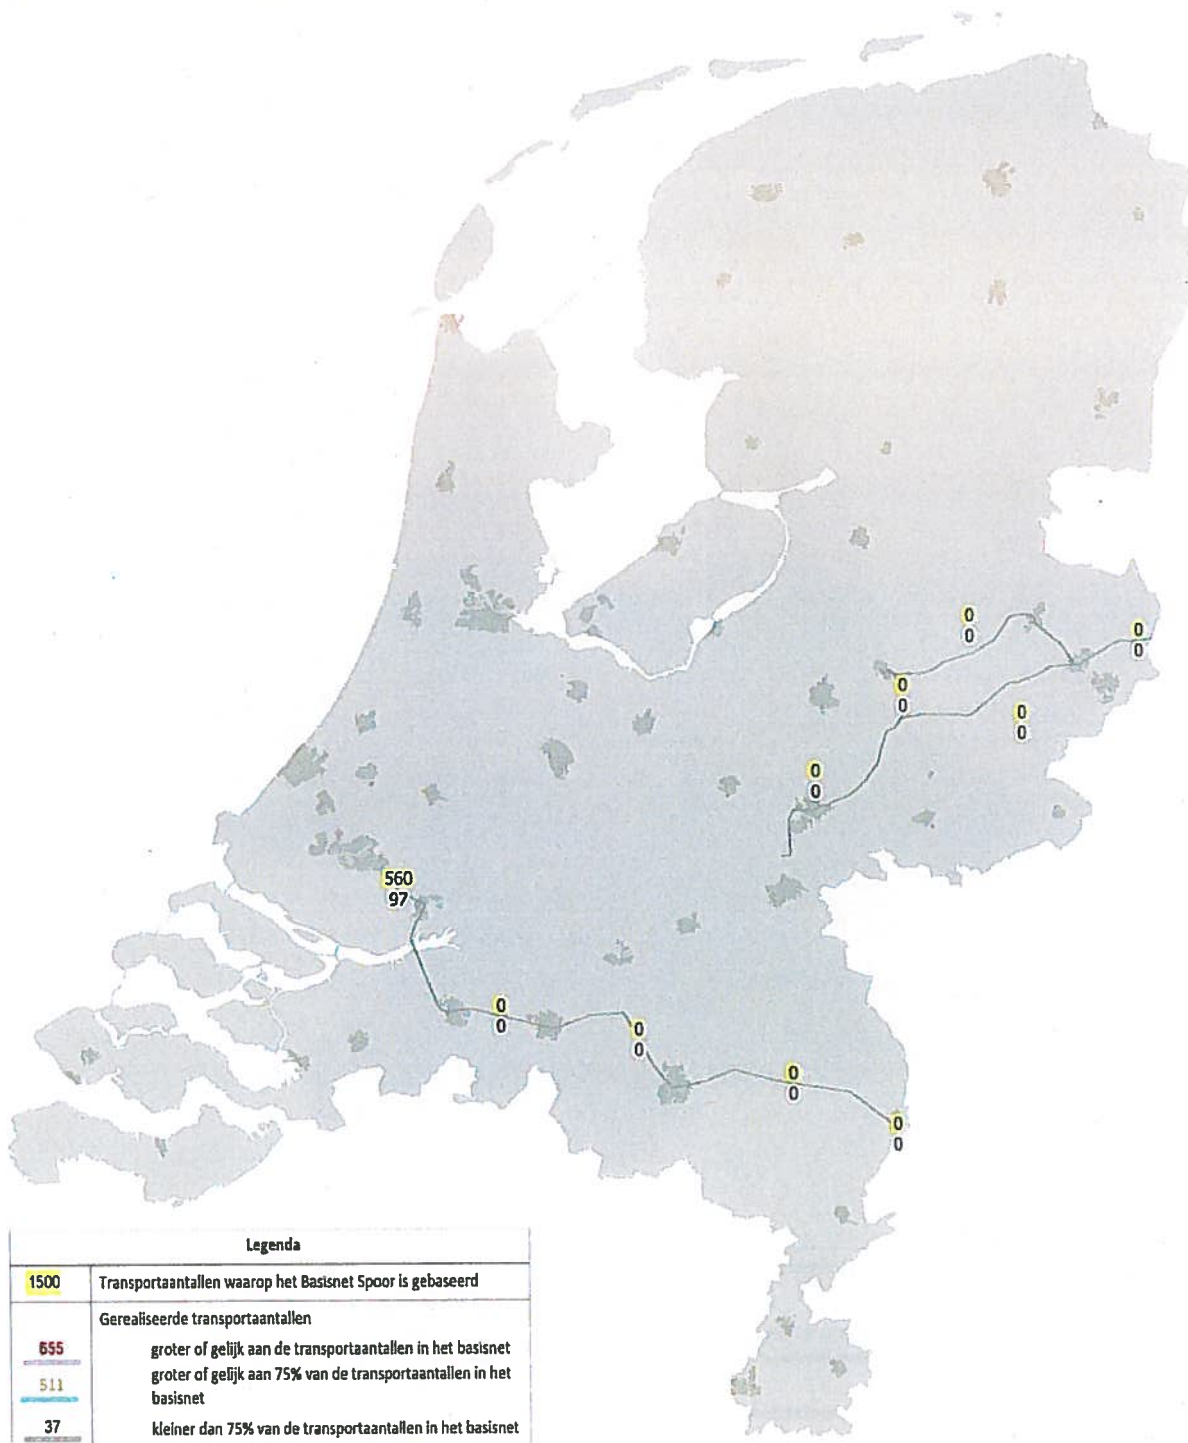 0
0
0
0
0
0
0
0
0
0
560
97
0
0
0
0
0
0
0
0
Legenda
1500 Transportaantallen waarop het Basisnet Spoor is gebaseerd
Gerealiseerde transportaantallen
655 groter of gelijk aan de transportaantallen in het basisnet
511 groter of gelijk aan 75% van de transportaantallen in het
basisnet
37 kleiner dan 75% van de transportaantallen in het basisnet